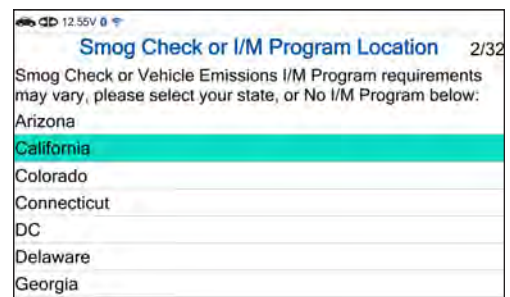 12.55V 0
Smog Check or I/M Program Location 2/32
Smog Check or Vehicle Emissions I/M Program requirements
may vary, please select your state, or No I/M Program below:
Arizona
California
Colorado
Connecticut
DC
Delaware
Georgia